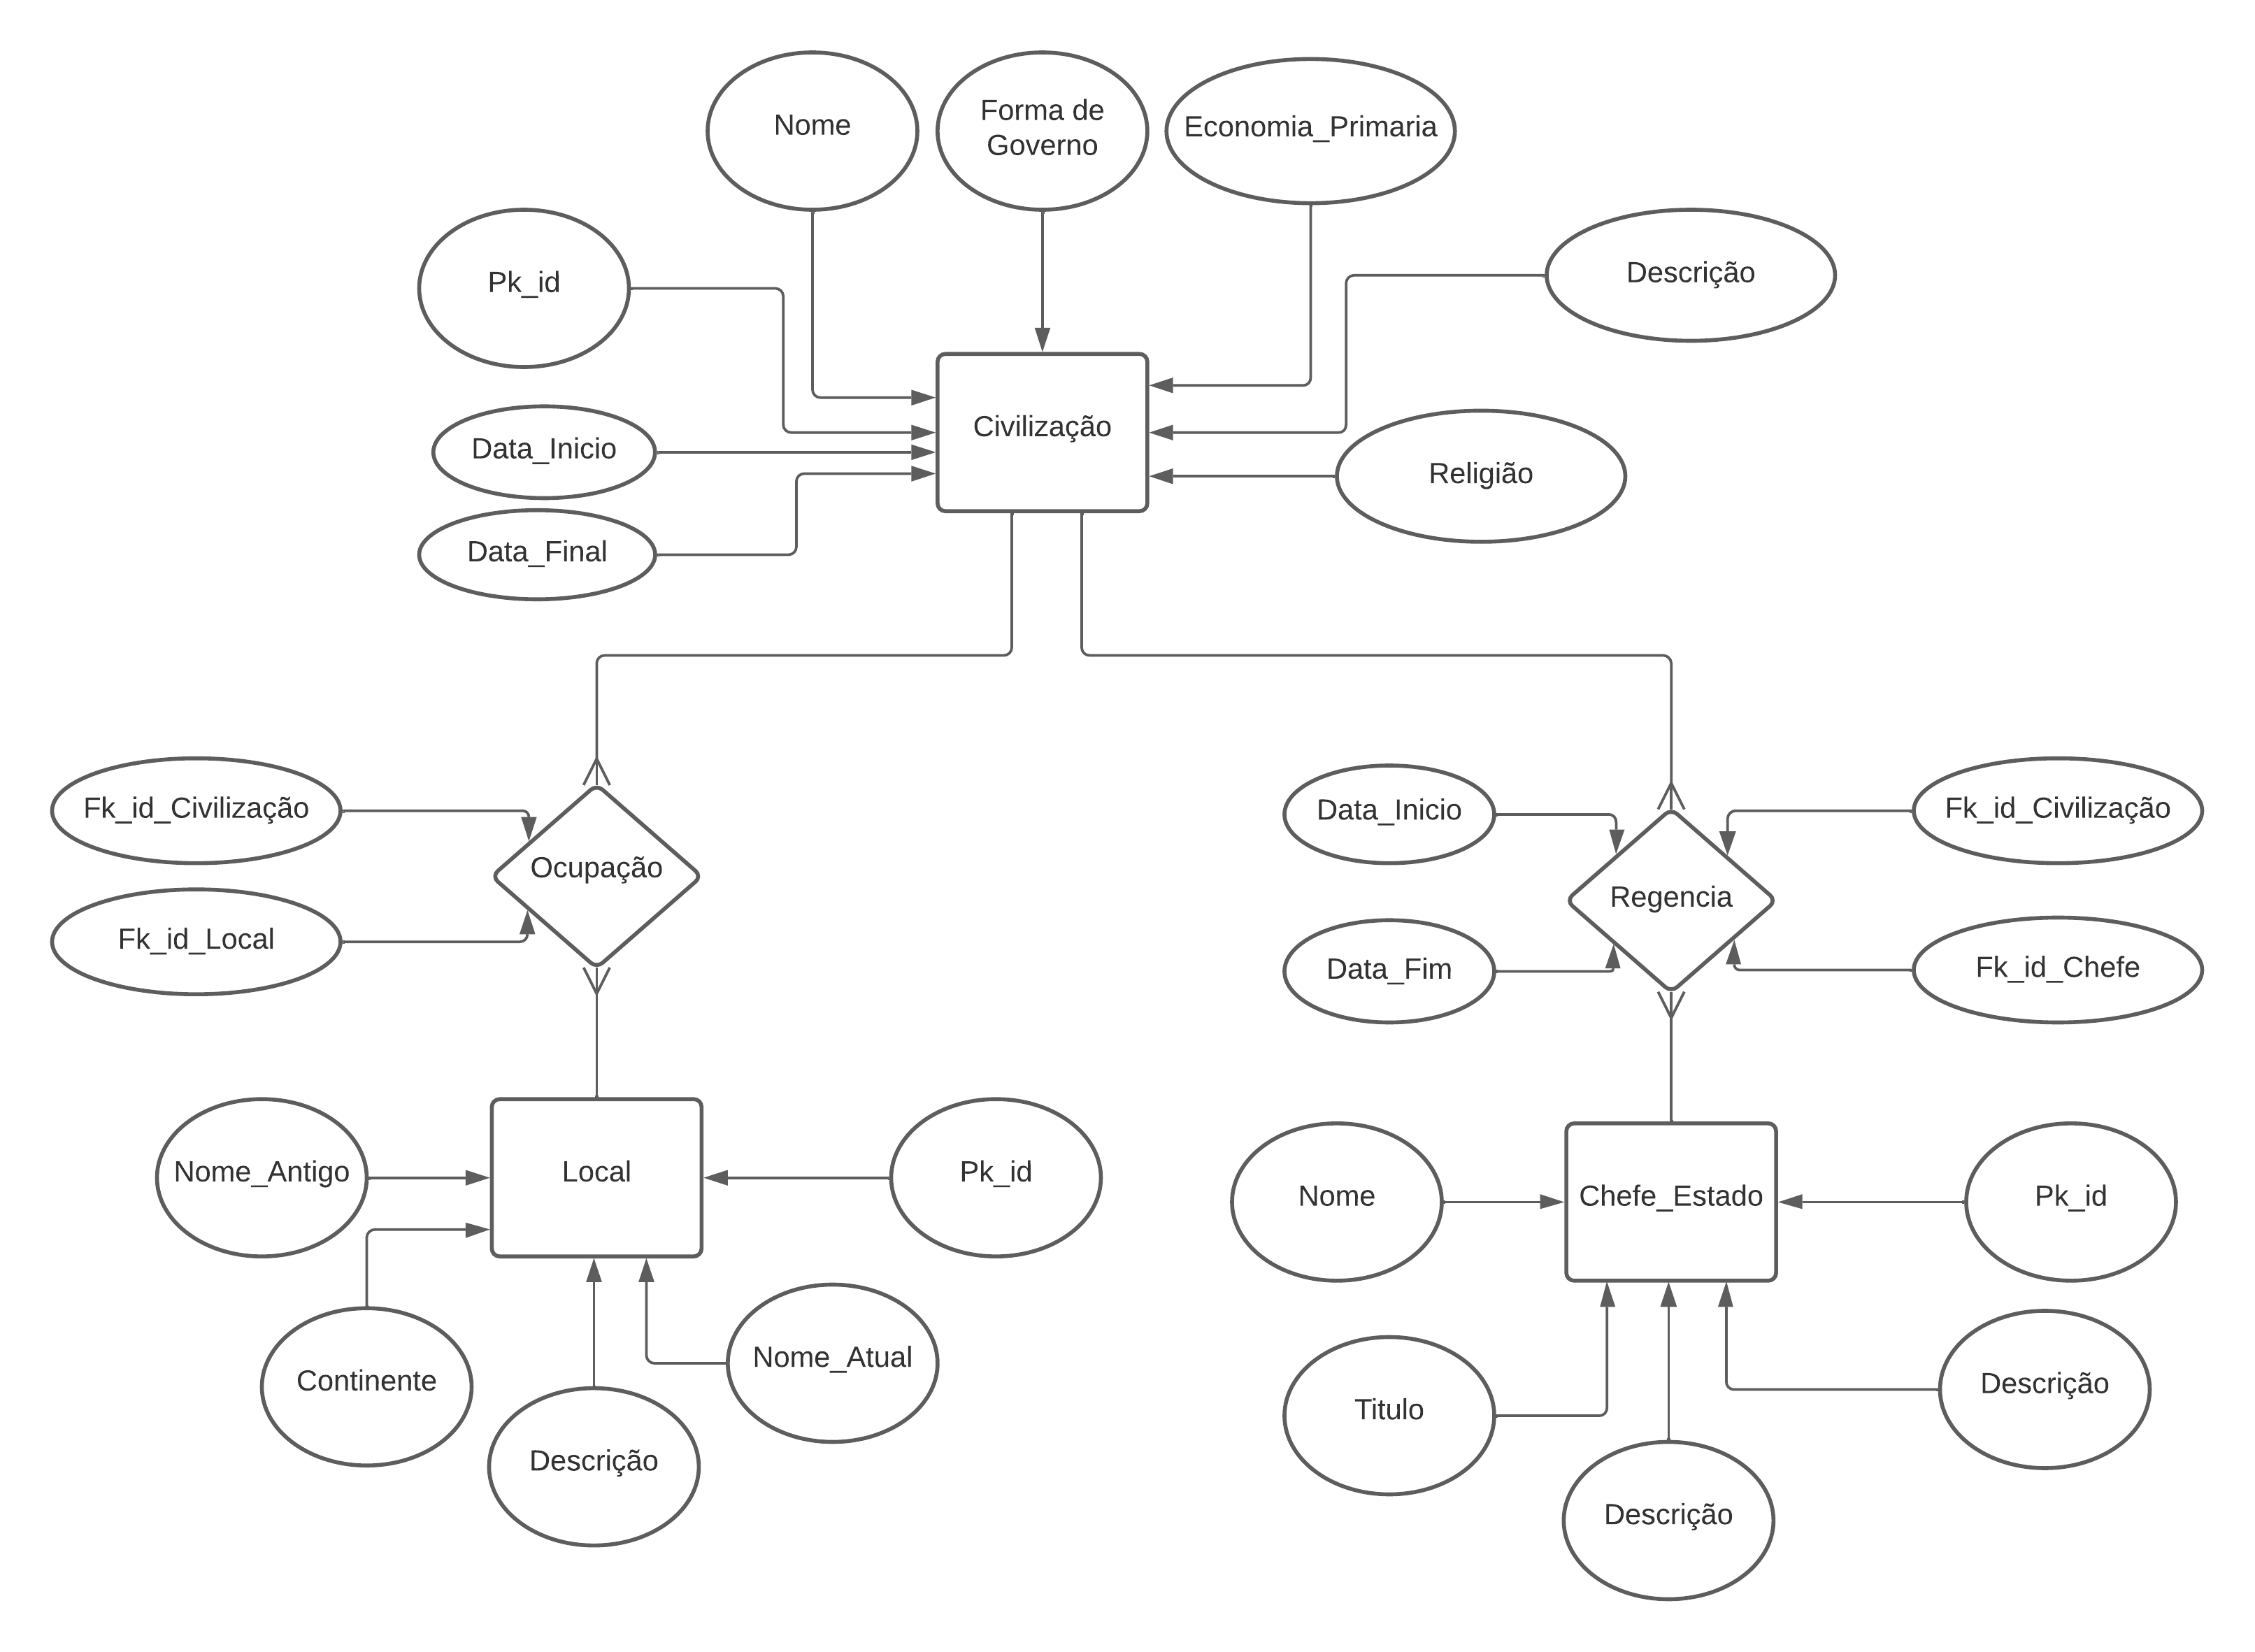 Nome
Forma de
Governo
Economia_Primaria
Pk_id
Descrição
Civilização
Data_Inicio
Religião
Data_Final
Fk_id_Civilização
Data_Inicio
Fk_id_Civilização
Ocupação
Regencia
Fk_id_Local
Data_Fim
Fk_id_Chefe
Nome_Antigo
Local
Pk_id
Nome
Chefe_Estado
Pk_id
Continente
Nome_Atual
Titulo
Descrição
Descrição
Descrição